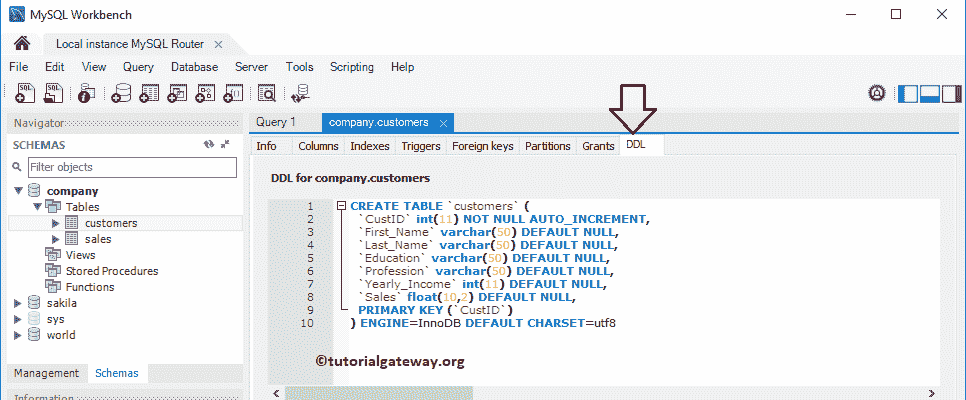 MySQL Workbench
Local instance MySQL Router
File Edit View Query Database Server Tools Scripting Help
SQL
Navigator
SCHEMAS
Filter objects
company
Tables
customers
sales
Views
Stored Procedures
Functions
sakila
sys
world
Management Schemas
Information
Query 1 company.customers
Info Columns Indexes Triggers Foreign keys Partitions Grants DDL
DDL for company.customers
1 CREATE TABLE `customers` (
2 `CustID` int(11) NOT NULL AUTO_INCREMENT,
3 `First_Name` varchar(50) DEFAULT NULL,
4 `Last_Name` varchar(50) DEFAULT NULL,
5 `Education` varchar(50) DEFAULT NULL,
6 `Profession` varchar(50) DEFAULT NULL,
7 `Yearly_Income` int(11) DEFAULT NULL,
8 `Sales` float(10,2) DEFAULT NULL,
9 PRIMARY KEY (`CustID`)
10 ) ENGINE=InnoDB DEFAULT CHARSET=utf8
©tutorialgateway.org